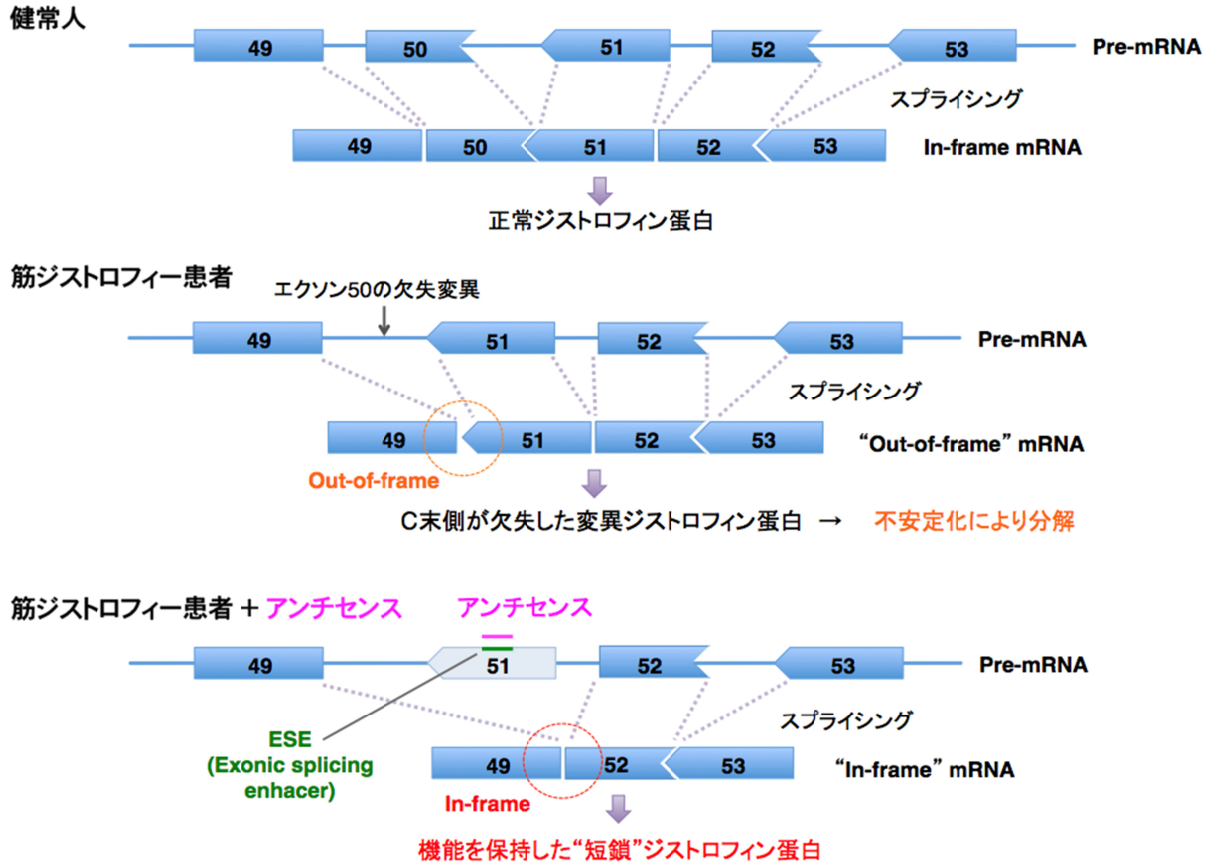 健常人
49 50 51 52 53 Pre-mRNA
スプライシング
49 50 51 52 53 In-frame mRNA
正常ジストロフィン蛋白
筋ジストロフィー患者
エクソン50の欠失変異
49 51 52 53 Pre-mRNA
スプライシング
49 51 52 53 “Out-of-frame” mRNA
Out-of-frame
C末側が欠失した変異ジストロフィン蛋白 → 不安定化により分解
筋ジストロフィー患者 + アンチセンス アンチセンス
49 51 52 53 Pre-mRNA
スプライシング
ESE
(Exonic splicing
enhacer)
49 52 53 “In-frame” mRNA
In-frame
機能を保持した“短鎖”ジストロフィン蛋白